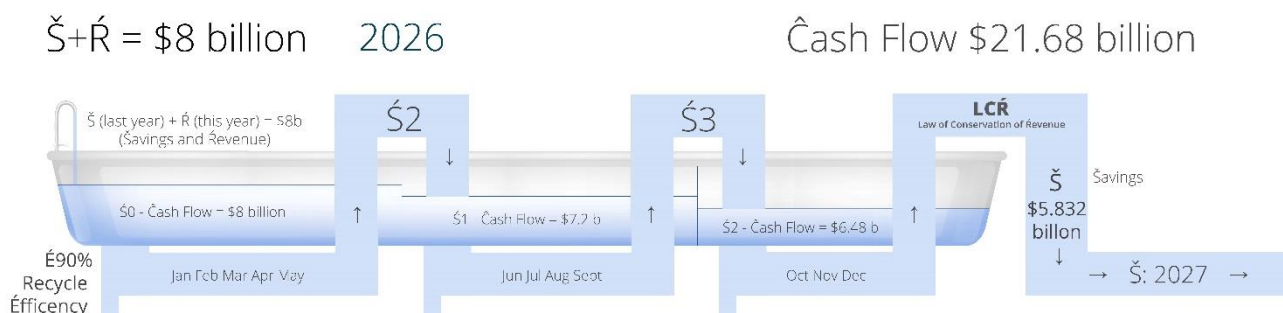 Š+Ŕ = $8 billion
2026
Ĉash Flow $21.68 billion
Š (last year) + Ŕ (this year) = $8b
(Šavings and Ŕevenue)
Ś2
Ś3
LCŔ
Law of Conservation of Ŕevenue
↓
↓
Š
$5.832
billon
↓
Šavings
Ś0 - Ĉash Flow = $8 billion
↑
Ś1 Ĉash Flow = $7.2 b
↑
Ś2 - Ĉash Flow = $6.48 b
↑
É90%
Recycle
Éfficency
Jan Feb Mar Apr May
Jun Jul Aug Sept
Oct Nov Dec
→ Š: 2027 →